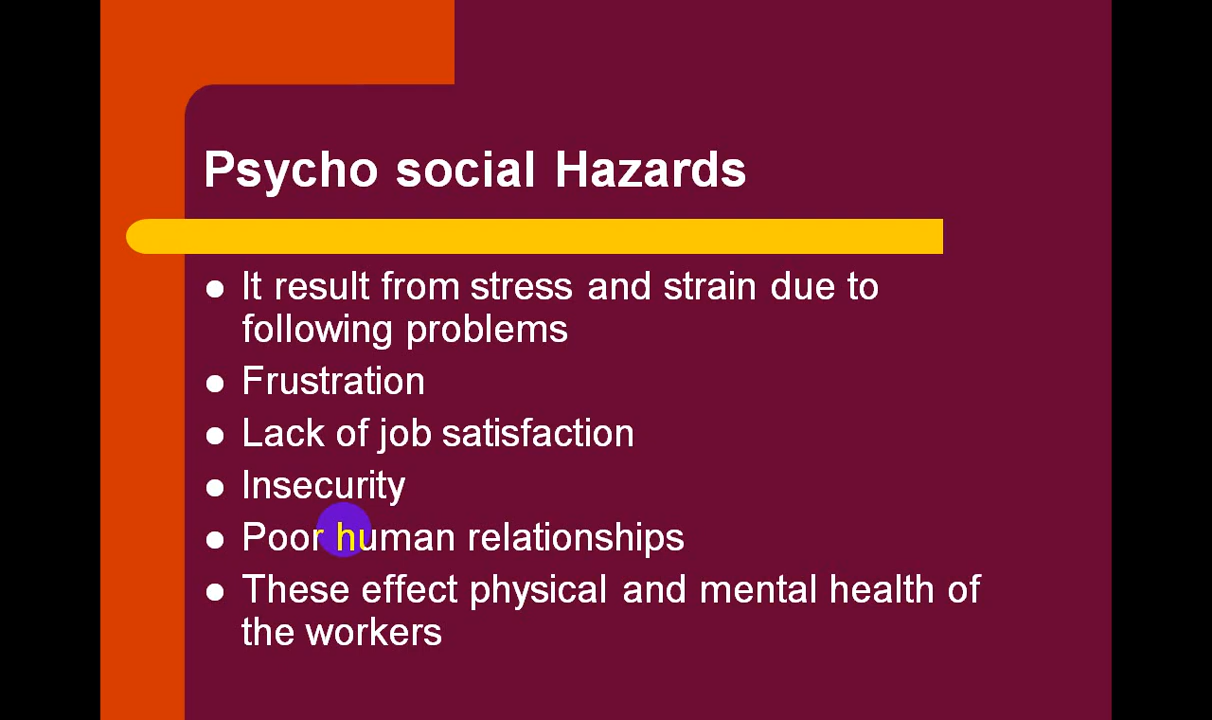 Psycho social Hazards
● It result from stress and strain due to
following problems
● Frustration
● Lack of job satisfaction
● Insecurity
● Poor human relationships
● These effect physical and mental health of
the workers